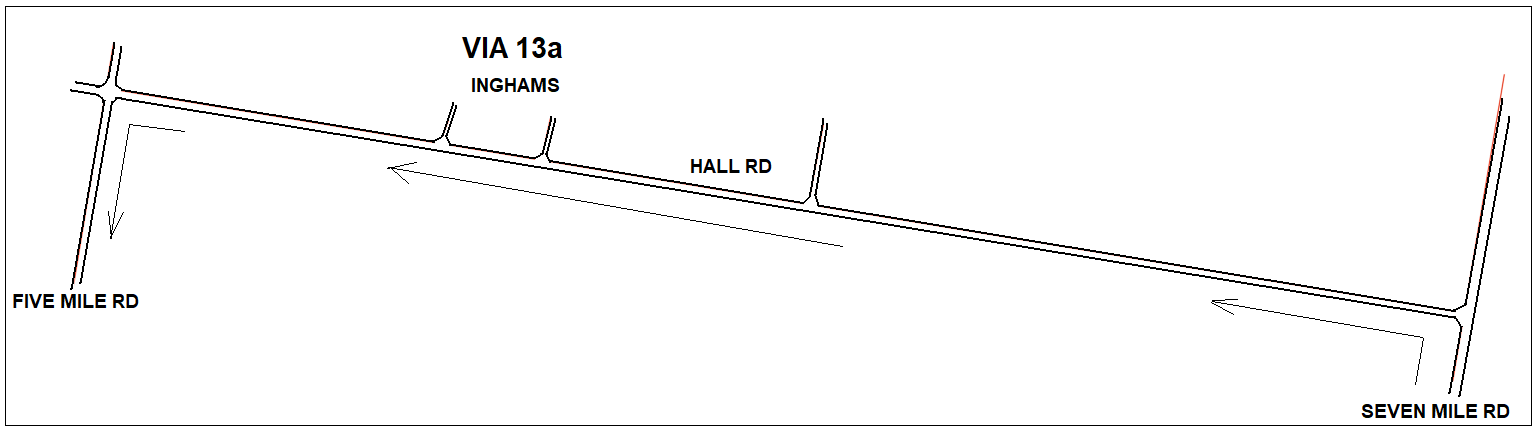 VIA 13a
INGHAMS
HALL RD
FIVE MILE RD
SEVEN MILE RD